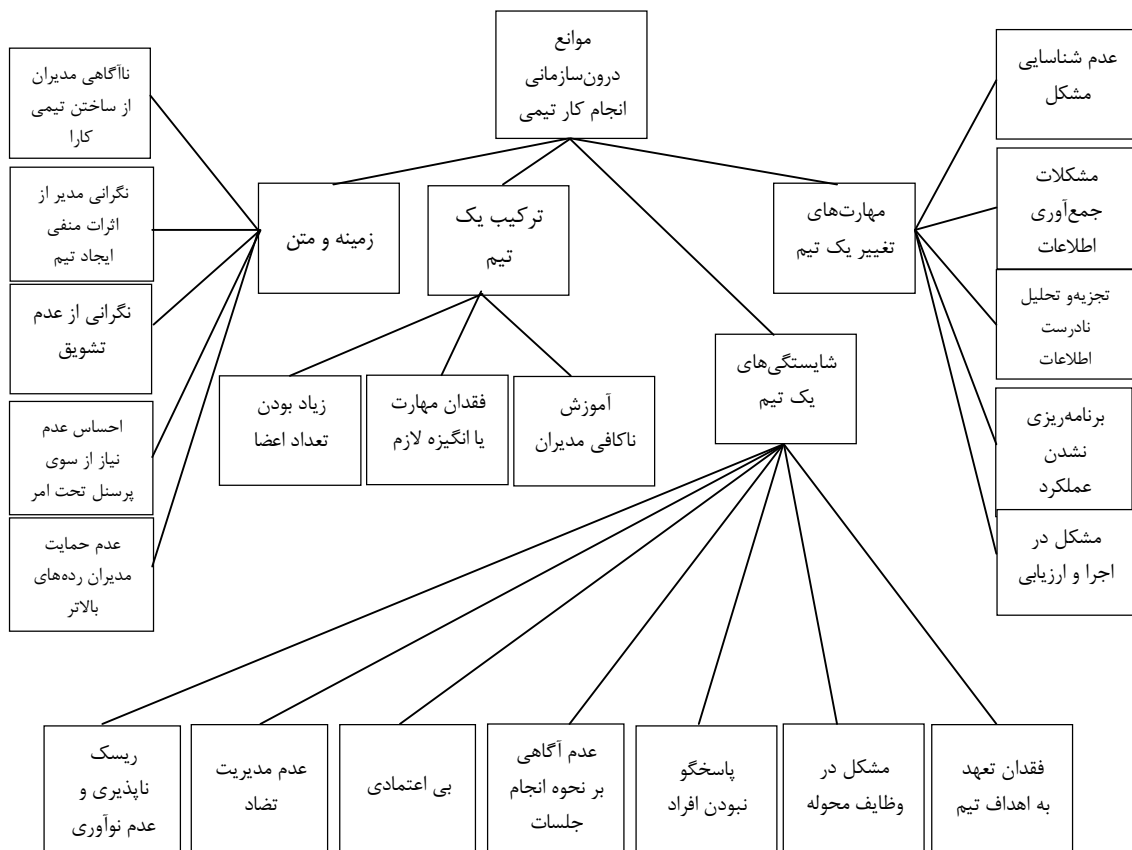 موانع
درون‌سازمانی
انجام کار تیمی
مهارت‌های
تغییر یک تیم
ترکیب یک
تیم
زمینه و متن
شایستگی‌های
یک تیم
عدم شناسایی
مشکل
مشکلات
جمع‌آوری
اطلاعات
تجزیه‌و تحلیل
نادرست
اطلاعات
برنامه‌ریزی
نشدن
عملکرد
مشکل در
اجرا و ارزیابی
آموزش
ناکافی مدیران
فقدان مهارت
یا انگیزه لازم
زیاد بودن
تعداد اعضا
ناآگاهی مدیران
از ساختن تیمی
کارا
نگرانی مدیر از
اثرات منفی
ایجاد تیم
نگرانی از عدم
تشویق
احساس عدم
نیاز از سوی
پرسنل تحت امر
عدم حمایت
مدیران رده‌های
بالاتر
فقدان تعهد
به اهداف تیم
مشکل در
وظایف محوله
پاسخگو
نبودن افراد
عدم آگاهی
بر نحوه انجام
جلسات
بی اعتمادی
عدم مدیریت
تضاد
ریسک
ناپذیری و
عدم نوآوری